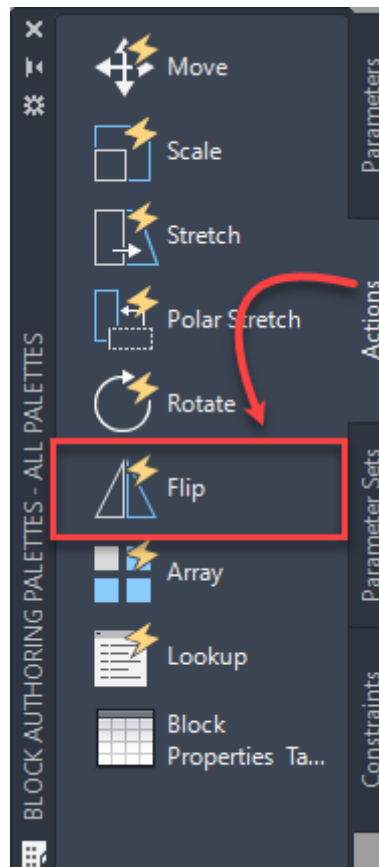 Move
Scale
Stretch
Polar Stretch
Rotate
Flip
Array
Lookup
Block
Properties Ta...
Parameters
Actions
Parameter Sets
Constraints
BLOCK AUTHORING PALETTES - ALL PALETTES